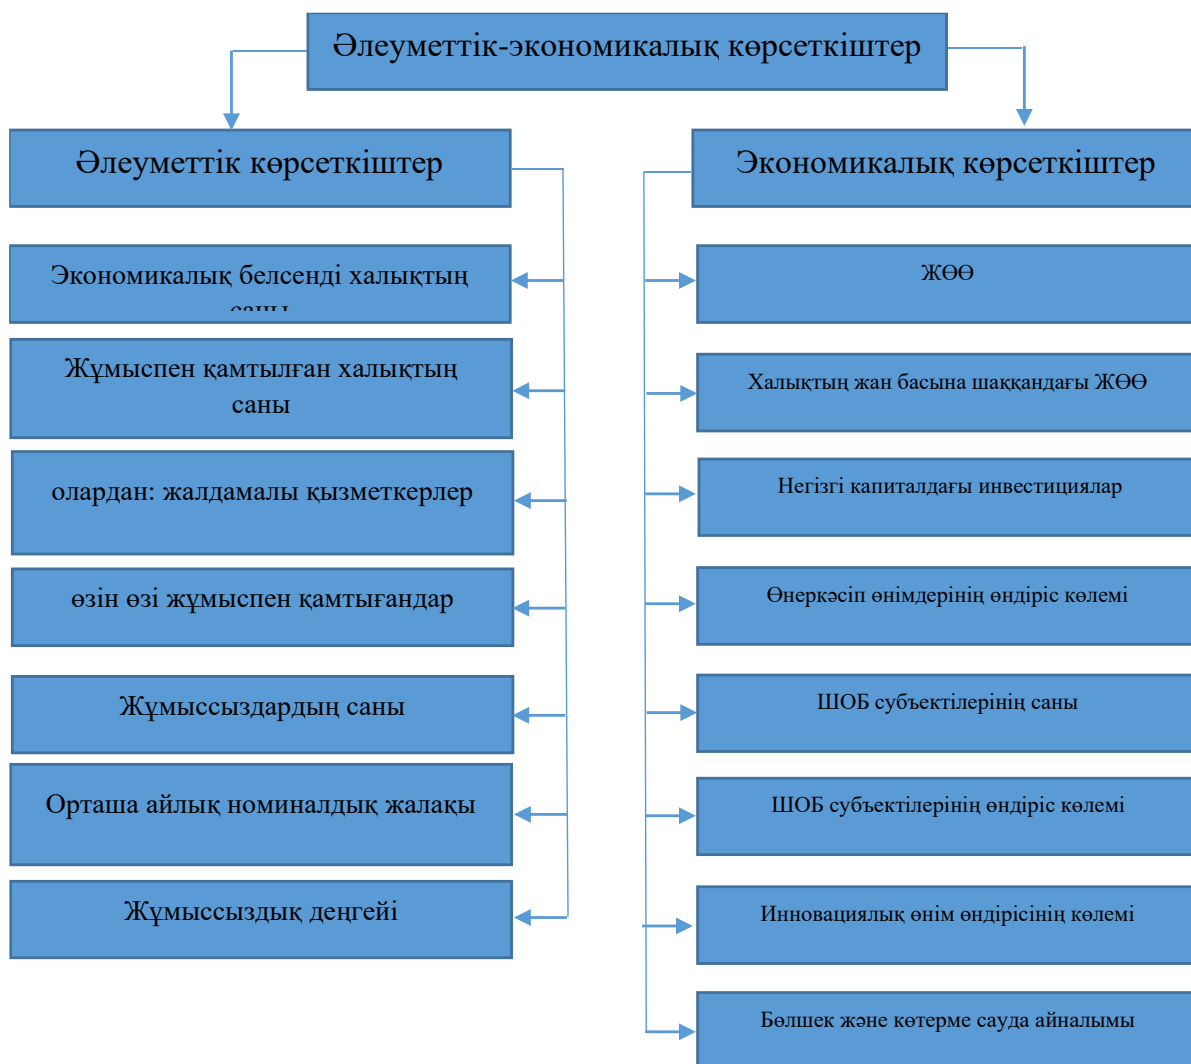 Әлеуметтік-экономикалық көрсеткіштер
Әлеуметтік көрсеткіштер
Экономикалық белсенді халықтың
саны
Жұмыспен қамтылған халықтың
саны
олардан: жалдамалы қызметкерлер
өзін өзі жұмыспен қамтығандар
Жұмыссыздардың саны
Орташа айлық номиналдық жалақы
Жұмыссыздық деңгейі
Экономикалық көрсеткіштер
ЖӨӨ
Халықтың жан басына шаққандағы ЖӨӨ
Негізгі капиталдағы инвестициялар
Өнеркәсіп өнімдерінің өндіріс көлемі
ШОБ субъектілерінің саны
ШОБ субъектілерінің өндіріс көлемі
Инновациялық өнім өндірісінің көлемі
Бөлшек және көтерме сауда айналымы